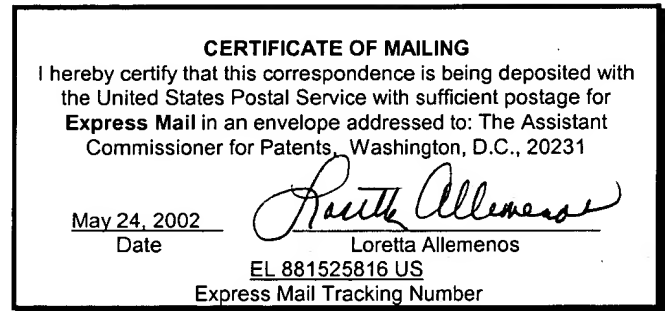 CERTIFICATE OF MAILING
I hereby certify that this correspondence is being deposited with
the United States Postal Service with sufficient postage for
Express Mail in an envelope addressed to: The Assistant
Commissioner for Patents, Washington, D.C., 20231
Loretta Allemenos
May 24, 2002
Date
Loretta Allemenos
EL 881525816 US
Express Mail Tracking Number